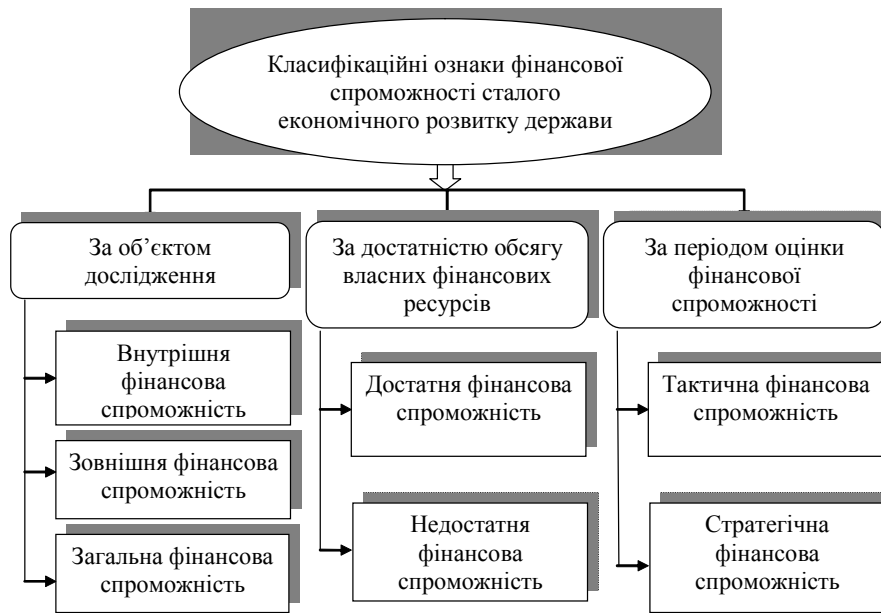 Класифікаційні ознаки фінансової
спроможності сталого
економічного розвитку держави
За об’єктом
дослідження
Внутрішня
фінансова
спроможність
Зовнішня фінансова
спроможність
Загальна фінансова
спроможність
За достатністю обсягу
власних фінансових
ресурсів
Достатня фінансова
спроможність
Недостатня
фінансова
спроможність
За періодом оцінки
фінансової
спроможності
Тактична фінансова
спроможність
Стратегічна
фінансова
спроможність